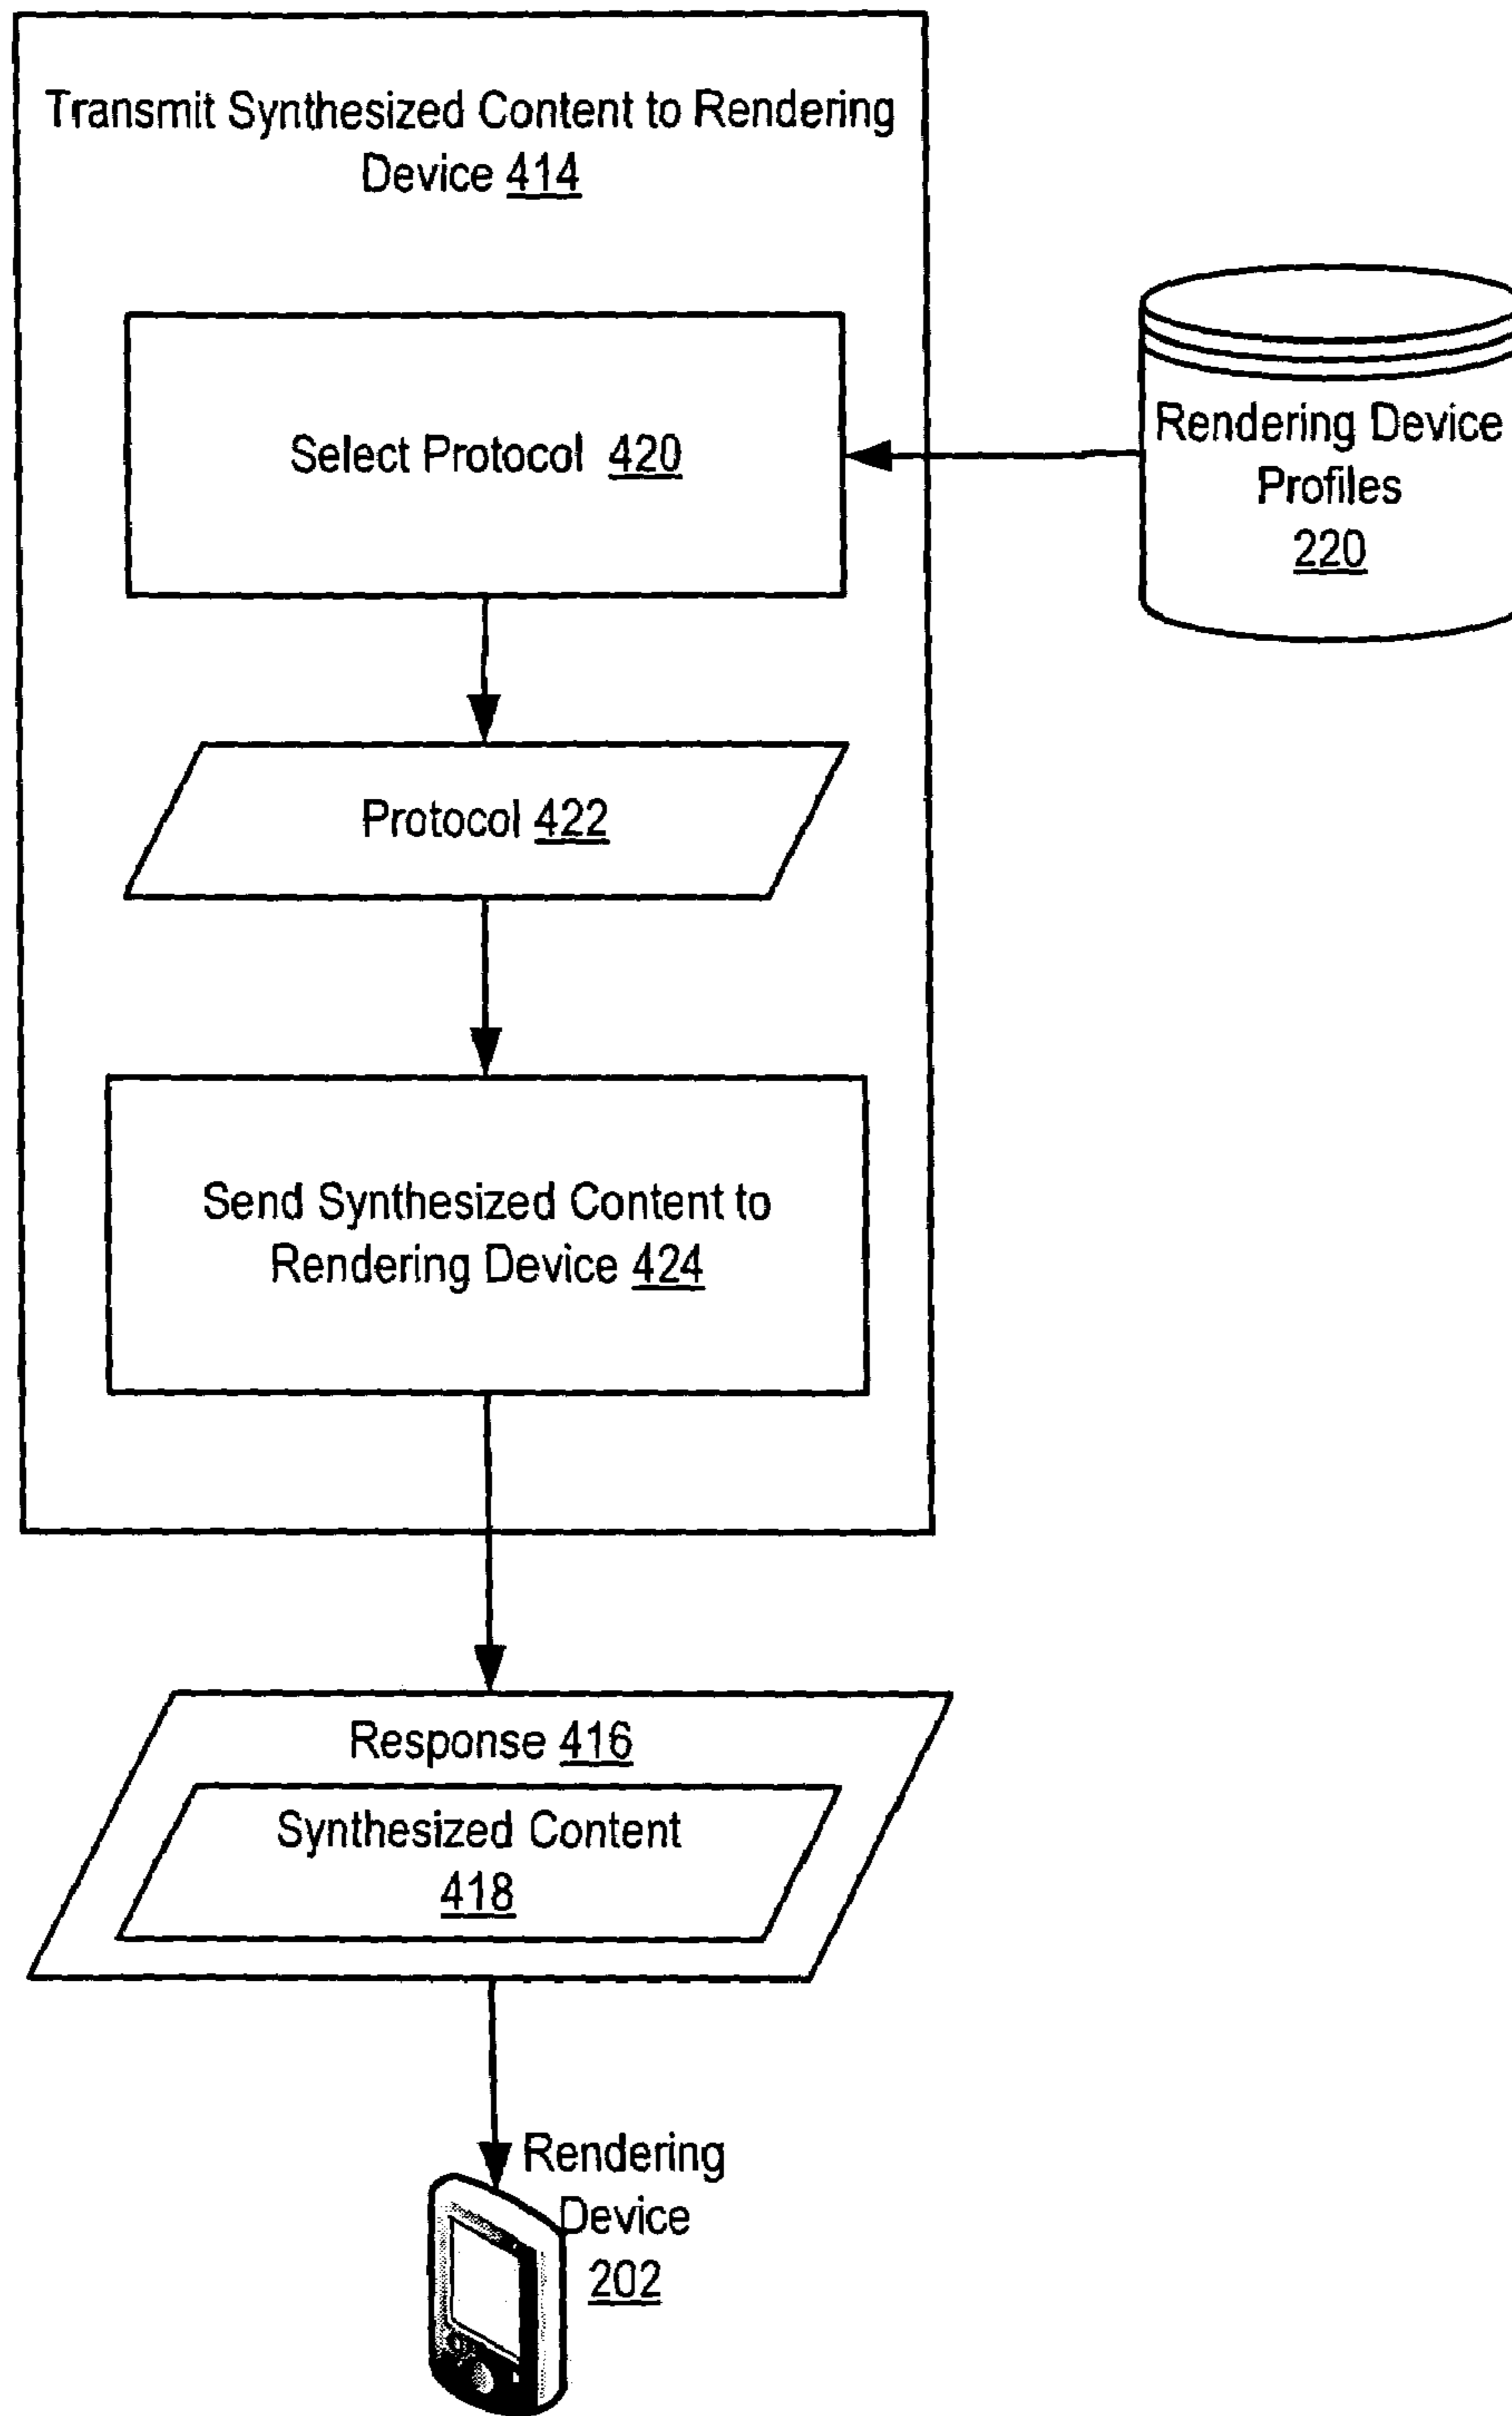 Transmit Synthesized Content to Rendering
Device 414
Select Protocol 420
Rendering Device
Profiles
220
Protocol 422
Send Synthesized Content to
Rendering Device 424
Response 416
Synthesized Content
418
Rendering
Device
202